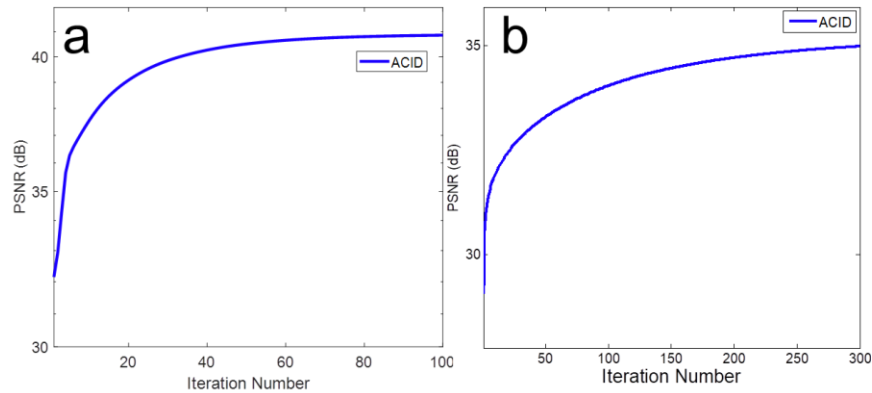 a
ACID
40
35
30
PSNR (dB)
20
40
60
80
100
Iteration Number
b
ACID
35
30
PSNR (dB)
50
100
150
200
250
300
Iteration Number